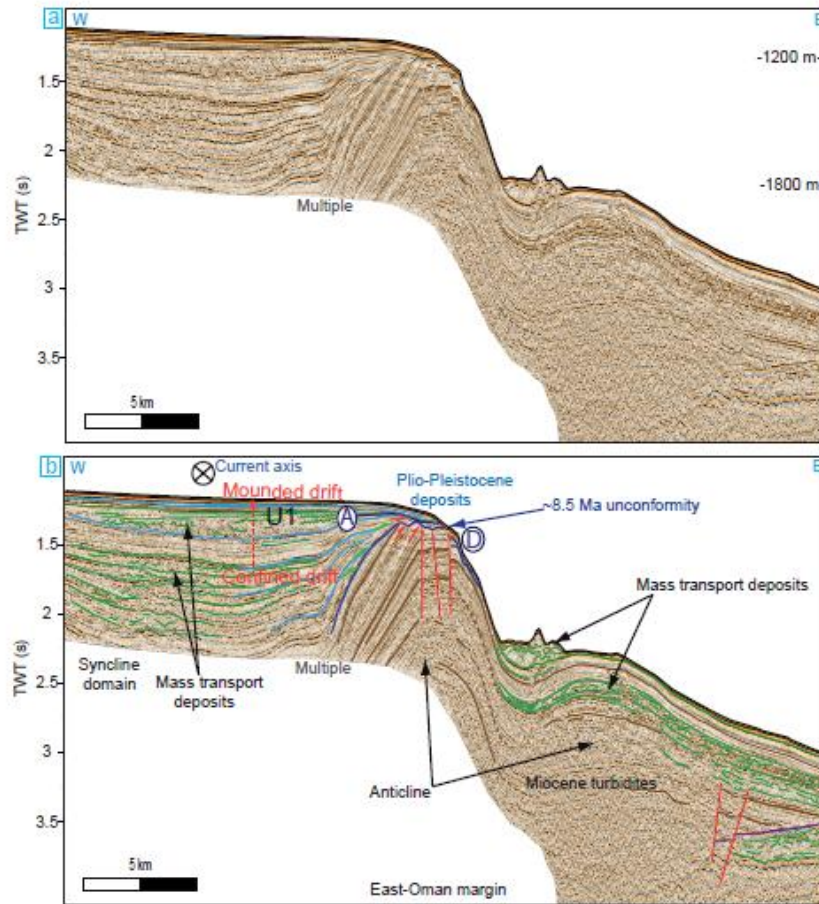 a
W
E
-1200 m-
1.5
2
-1800 m
2.5
TWT (s)
Multiple
3
3.5
5 km
b
W
E
Current axis
Mounded drift
Plio-Pleistocene
deposits
~8.5 Ma unconformity
U1
A
D
1.5
Confined drift
Mass transport deposits
2
TWT (s)
Syncline
domain
Mass transport
deposits
Multiple
2.5
3
Anticline
Miocene turbidites
3.5
5 km
East-Oman margin